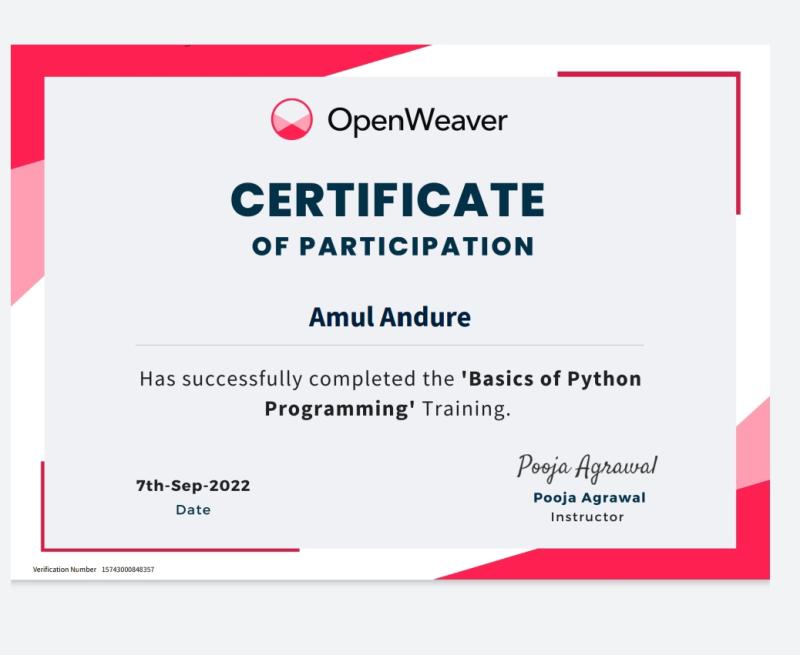 OpenWeaver
CERTIFICATE
OF PARTICIPATION
Amul Andure
Has successfully completed the 'Basics of Python
Programming' Training.
7th-Sep-2022
Date
Pooja Agrawal
Pooja Agrawal
Instructor
Verification Number 15743000848357